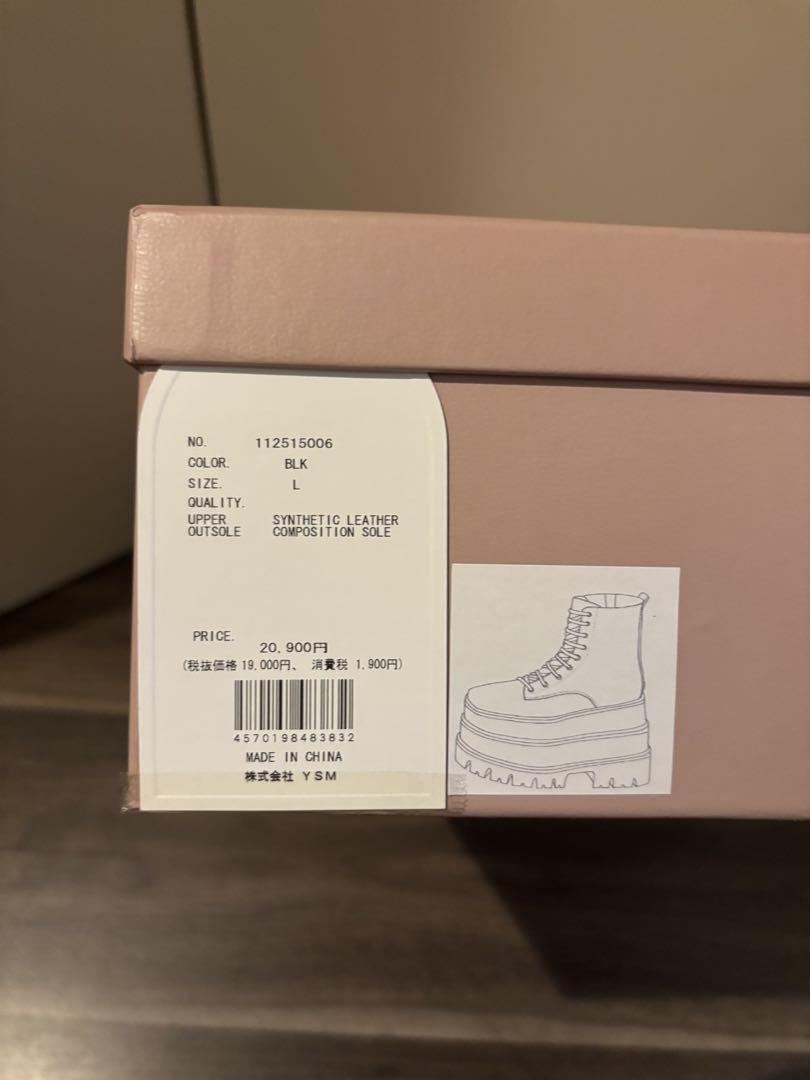 NO. 112515006
COLOR. BLK
SIZE. L
QUALITY.
UPPER SYNTHETIC LEATHER
OUTSOLE COMPOSITION SOLE
PRICE.
20,900円
(税抜価格 19,000円、 消費税 1,900円)
4570198483832
MADE IN CHINA
株式会社 YSM